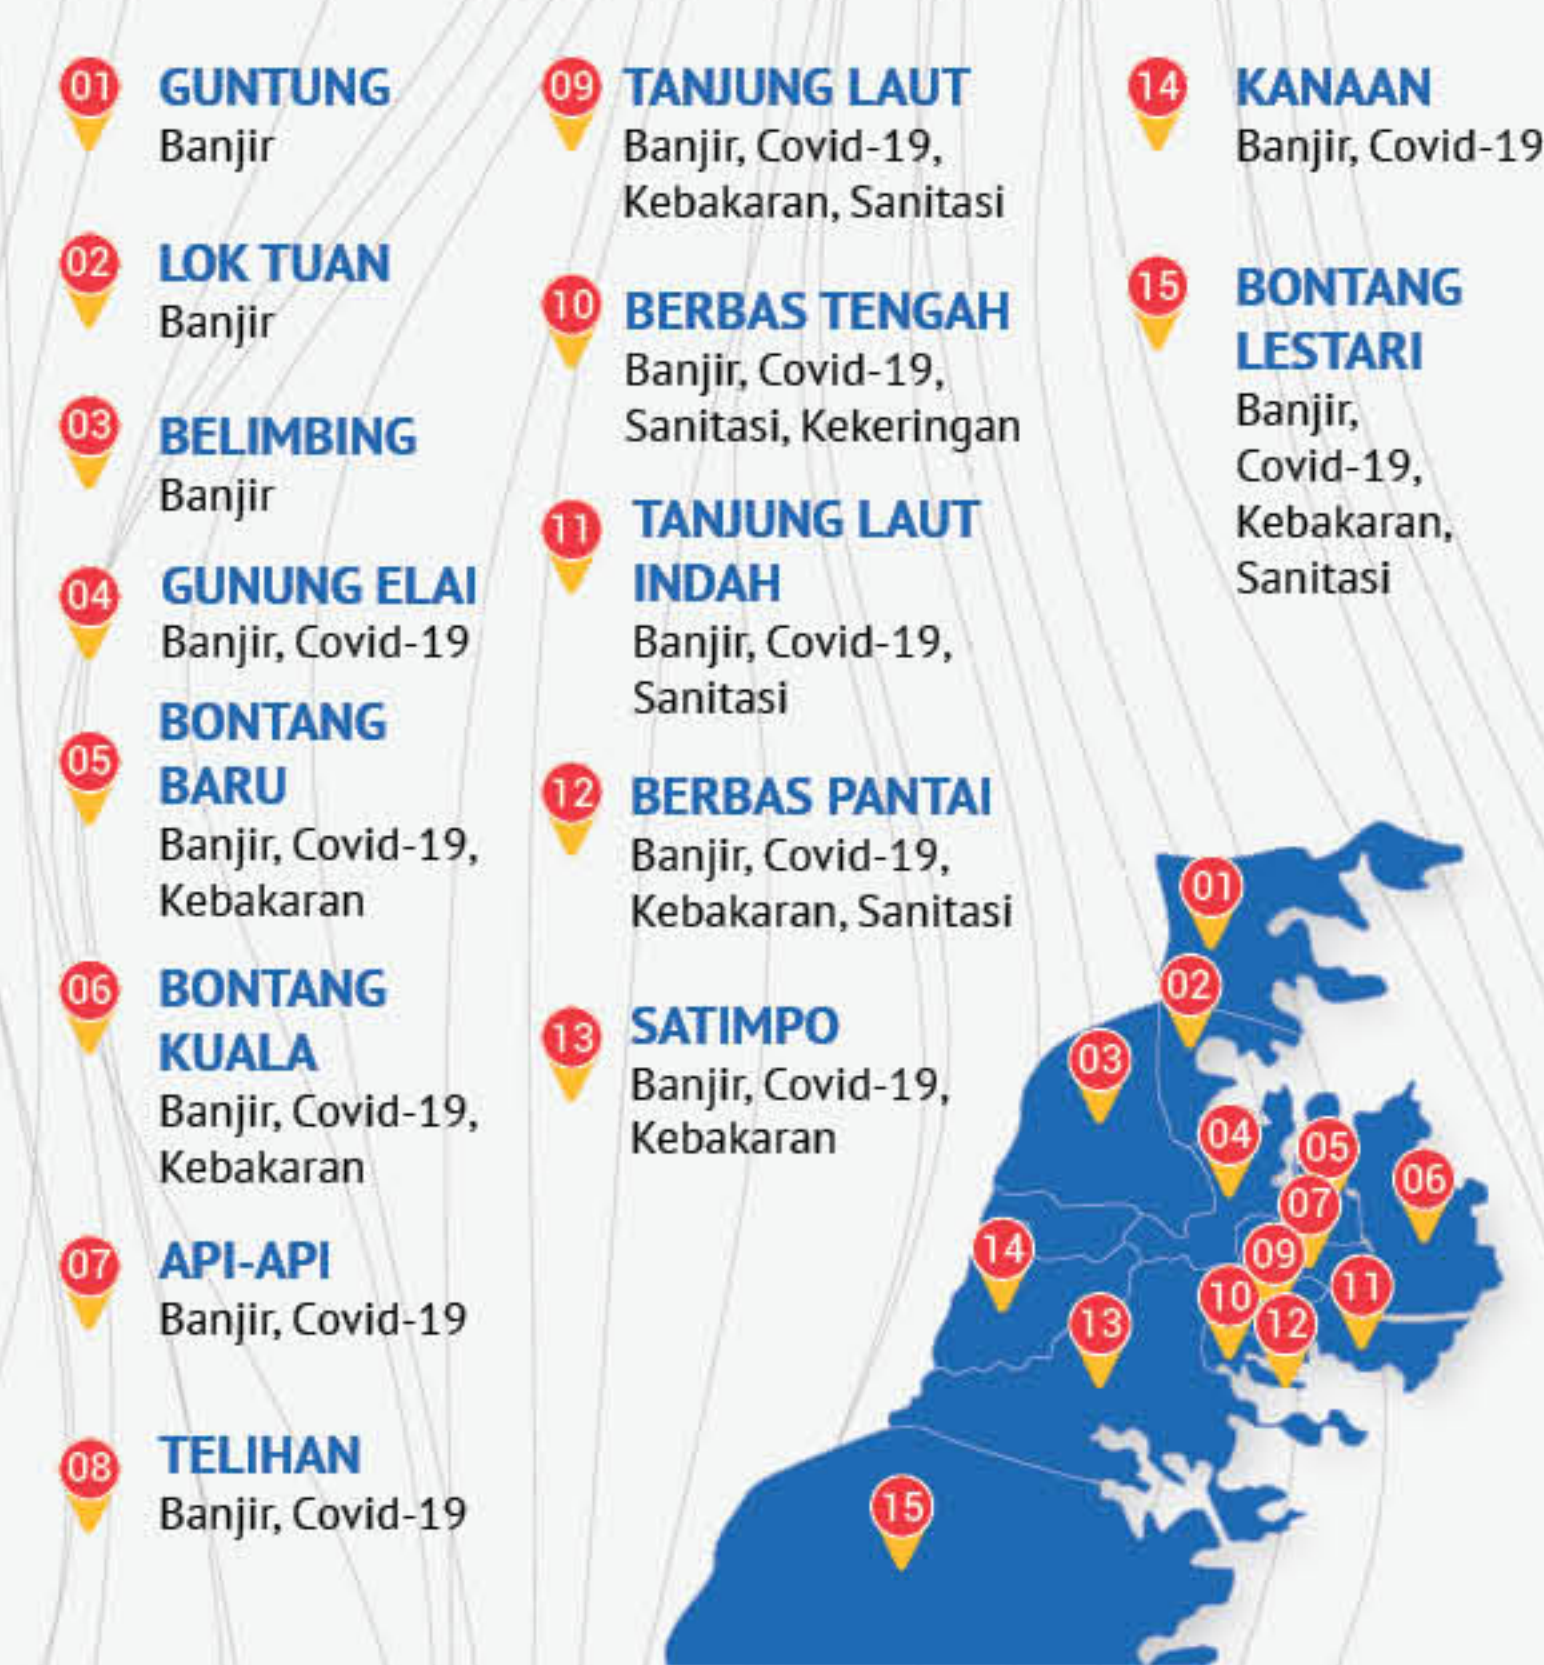 01
GUNTUNG
Banjir
02
LOK TUAN
Banjir
03
BELIMBING
Banjir
04
GUNUNG ELAI
Banjir, Covid-19
05
BONTANG
BARU
Banjir, Covid-19,
Kebakaran
06
BONTANG
KUALA
Banjir, Covid-19,
Kebakaran
07
API-API
Banjir, Covid-19
08
TELIHAN
Banjir, Covid-19
09
TANJUNG LAUT
Banjir, Covid-19,
Kebakaran, Sanitasi
10
BERBAS TENGAH
Banjir, Covid-19,
Sanitasi, Kekeringan
11
TANJUNG LAUT
INDAH
Banjir, Covid-19,
Sanitasi
12
BERBAS PANTAI
Banjir, Covid-19,
Kebakaran, Sanitasi
13
SATIMPO
Banjir, Covid-19,
Kebakaran
14
KANAAN
Banjir, Covid-19
15
BONTANG
LESTARI
Banjir,
Covid-19,
Kebakaran,
Sanitasi
01
02
03
04
05
06
07
14
09
11
10
12
13
15